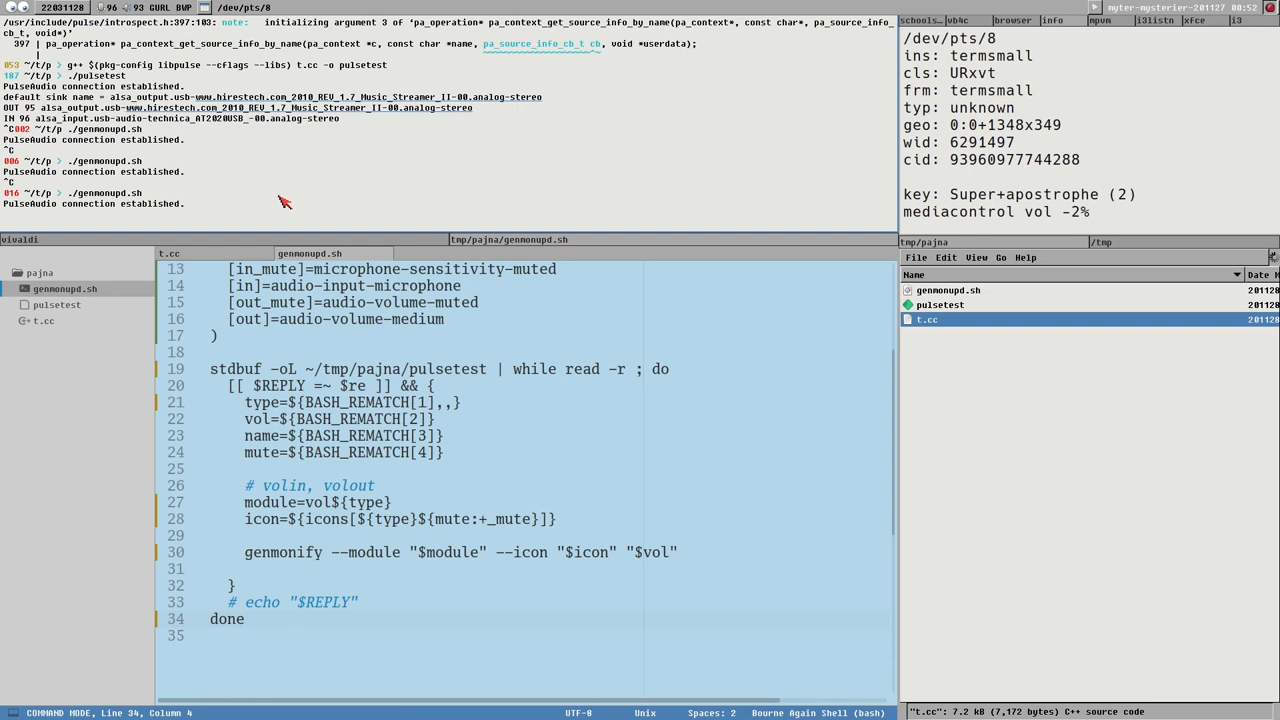 22031128 96 93 GURL BWP /dev/pts/8
myter-mysterier-201127 00:52
/usr/include/pulse/introspect.h:397:103: note:   initializing argument 3 of 'pa_operation* pa_context_get_source_info_by_name(pa_context*, const char*, pa_source_info_
cb_t, void*)'
397 | pa_operation* pa_context_get_source_info_by_name(pa_context *c, const char *name, pa_source_info_cb_t cb, void *userdata);
|
053 ~/t/p > g++ $(pkg-config libpulse --cflags --libs) t.cc -o pulsetest
187 ~/t/p > ./pulsetest
PulseAudio connection established.
default sink name = alsa_output.usb-www.hirestech.com_2010_REV_1.7_Music_Streamer_II-00.analog-stereo
OUT 95 alsa_output.usb-www.hirestech.com_2010_REV_1.7_Music_Streamer_II-00.analog-stereo
IN 96 alsa_input.usb-audio-technica_AT2020USB_-00.analog-stereo
^C002 ~/t/p > ./genmonupd.sh
PulseAudio connection established.
^C
006 ~/t/p > ./genmonupd.sh
PulseAudio connection established.
^C
016 ~/t/p > ./genmonupd.sh
PulseAudio connection established.
schools… vb4c browser info mpvm i3listn xfce i3
/dev/pts/8
ins: termsmall
cls: URxvt
frm: termsmall
typ: unknown
geo: 0:0+1348x349
wid: 6291497
cid: 93960977744288
key: Super+apostrophe (2)
mediacontrol vol -2%
vivaldi tmp/pajna/genmonupd.sh
pajna
genmonupd.sh
pulsetest
t.cc
t.cc genmonupd.sh
13 [in_mute]=microphone-sensitivity-muted
14 [in]=audio-input-microphone
15 [out_mute]=audio-volume-muted
16 [out]=audio-volume-medium
17 )
18
19 stdbuf -oL ~/tmp/pajna/pulsetest | while read -r ; do
20 [[ $REPLY =~ $re ]] && {
21 type=${BASH_REMATCH[1],,}
22 vol=${BASH_REMATCH[2]}
23 name=${BASH_REMATCH[3]}
24 mute=${BASH_REMATCH[4]}
25
26 # volin, volout
27 module=vol${type}
28 icon=${icons[${type}${mute:+_mute}]}
29
30 genmonify --module "$module" --icon "$icon" "$vol"
31
32 }
33 # echo "$REPLY"
34 done
35
COMMAND MODE, Line 34, Column 4 UTF-8 Unix Spaces: 2 Bourne Again Shell (bash)
tmp/pajna /tmp
File Edit View Go Help
Name Date M
genmonupd.sh 201128
pulsetest 201128
t.cc 201128
"t.cc": 7.2 kB (7,172 bytes) C++ source code